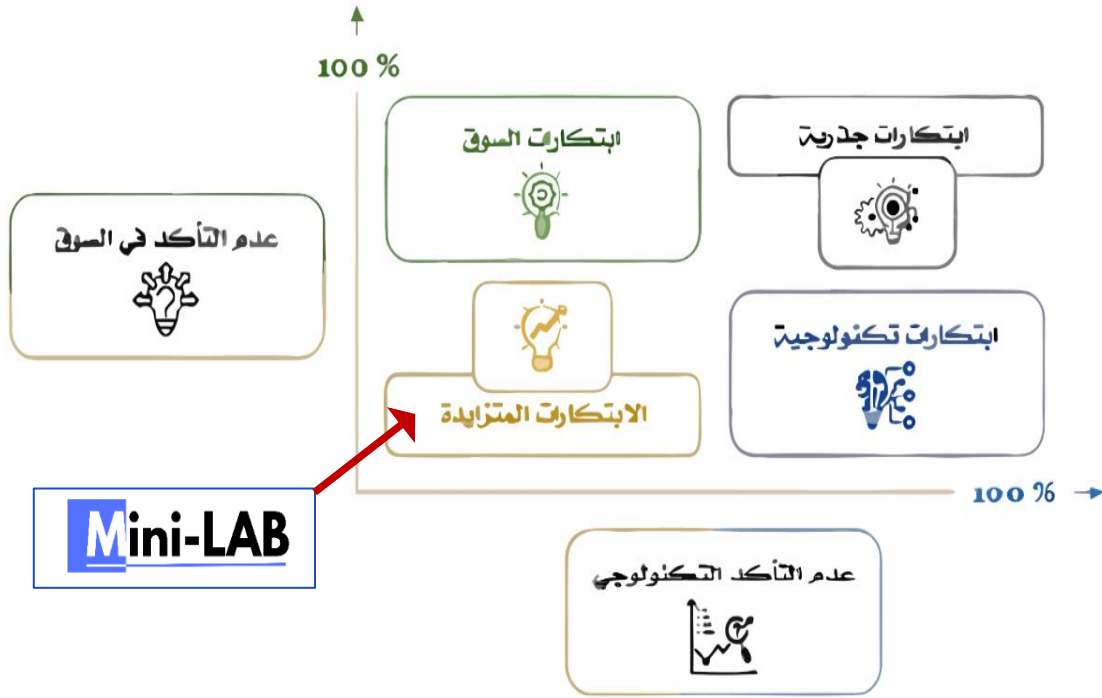 100 %
ابتكارات السوق
ابتكارات جذرية
عدم التأكد في السوق
ابتكارات تكنولوجية
الابتكارات المتزايدة
Mini-LAB
100 %
عدم التأكد التكنولوجي